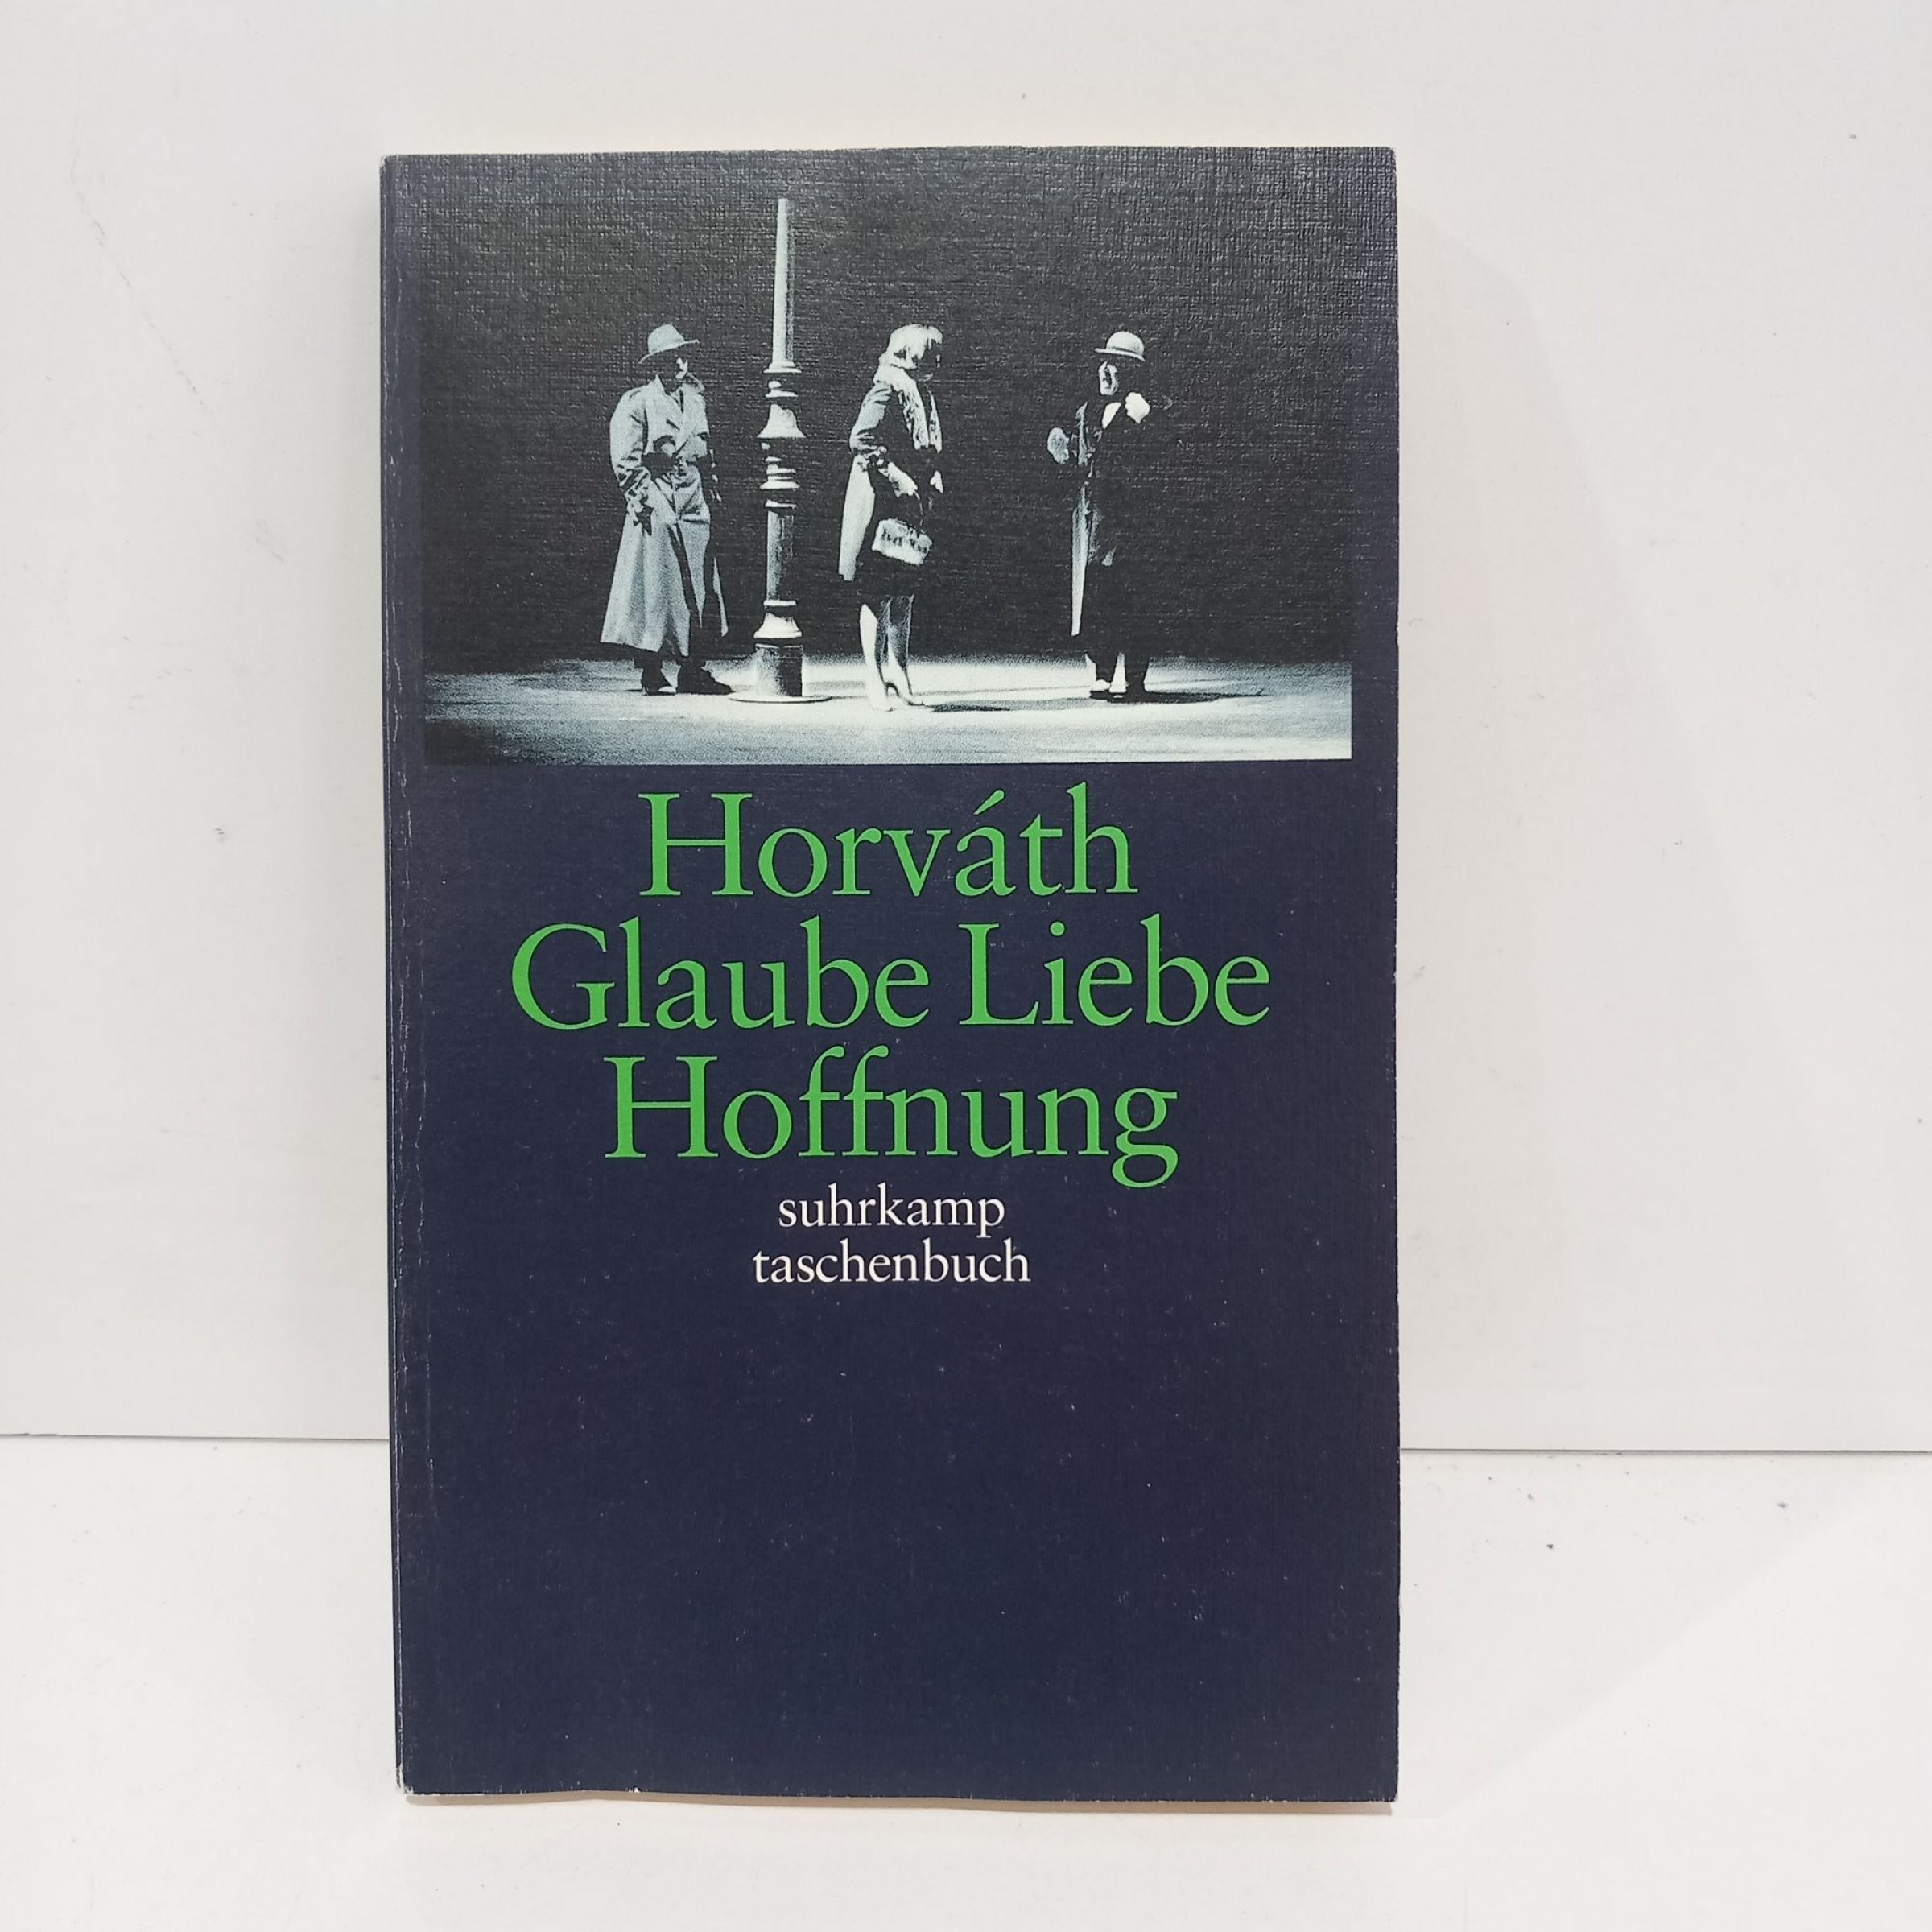 Horváth
Glaube Liebe
Hoffnung
suhrkamp
taschenbuch